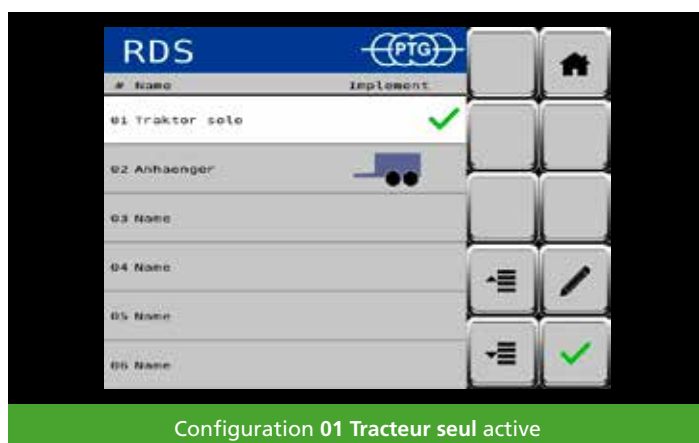 RDS PTG
# Name Implement
01 Traktor solo
02 Anhaenger
03 Name
04 Name
05 Name
06 Name
Configuration 01 Tracteur seul active